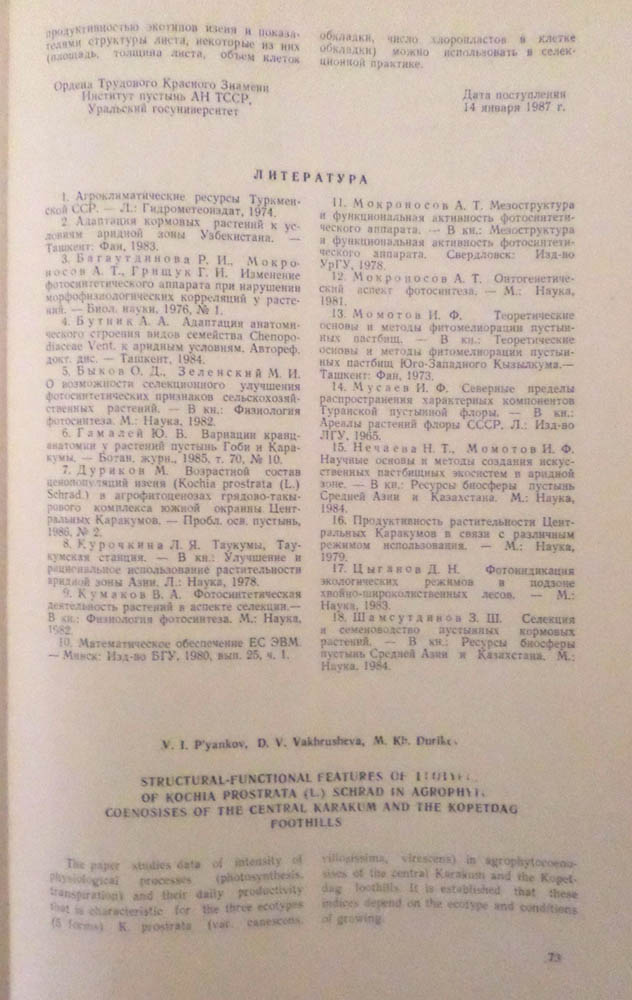 продуктивностью экотипов изеня и показа-
телями структуры листа, некоторые из них
(площадь, толщина листа, объем клеток
обкладки, число хлоропластов в клетке
обкладки) можно использовать в селек-
ционной практике.
Ордена Трудового Красного Знамени
Институт пустынь АН ТССР,
Уральский госуниверситет
Дата поступления
14 января 1987 г.
ЛИТЕРАТУРА
1. Агроклиматические ресурсы Туркмен-
ской ССР. — Л.: Гидрометеоиздат, 1974.
2. Адаптация кормовых растений к ус-
ловиям аридной зоны Узбекистана. —
Ташкент: Фан, 1983.
3. Багаутдинова Р. И., Мокро-
носов А. Т., Грищук Г. И. Изменение
фотосинтетического аппарата при нарушении
морфофизиологических корреляций у расте-
ний. — Биол. науки, 1976, № 1.
4. Бутник А. А. Адаптация анатоми-
ческого строения видов семейства Chenopo-
diaceae Vent. к аридным условиям. Автореф.
докт. дис. — Ташкент, 1984.
5. Быков О. Д., Зеленский М. И.
О возможности селекционного улучшения
фотосинтетических признаков сельскохозяй-
ственных растений. — В кн.: Физиология
фотосинтеза. М.: Наука, 1982.
6. Гамалей Ю. В. Вариации кранц-
анатомии у растений пустынь Гоби и Кара-
кумы. — Ботан. журн., 1985, т. 70, № 10.
7. Дуриков М. Возрастной состав
ценопопуляций изеня (Kochia prostrata (L.)
Schrad.) в агрофитоценозах грядово-такы-
рового комплекса южной окраины Цент-
ральных Каракумов. — Пробл. осв. пустынь,
1986, № 2.
8. Курочкина Л. Я. Таукумы, Тау-
кумская станция. — В кн.: Улучшение и
рациональное использование растительности
аридной зоны Азии. Л.: Наука, 1978.
9. Кумаков В. А. Фотосинтетическая
деятельность растений в аспекте селекции.—
В кн.: Физиология фотосинтеза. М.: Наука,
1982.
10. Математическое обеспечение ЕС ЭВМ.
— Минск: Изд-во БГУ, 1980, вып. 25, ч. 1.
11. Мокроносов А. Т. Мезоструктура
и функциональная активность фотосинтети-
ческого аппарата. — В кн.: Мезоструктура
и функциональная активность фотосинтети-
ческого аппарата. Свердловск: Изд-во
УрГУ, 1978.
12. Мокроносов А. Т. Онтогенетиче-
ский аспект фотосинтеза. — М.: Наука,
1981.
13. Момотов И. Ф. Теоретические
основы и методы фитомелиорации пустын-
ных пастбищ. — В кн.: Теоретические
основы и методы фитомелиорации пустын-
ных пастбищ Юго-Западного Кызылкума.—
Ташкент: Фан, 1973.
14. Мусаев И. Ф. Северные пределы
распространения характерных компонентов
Туранской пустынной флоры. — В кн.:
Ареалы растений флоры СССР. Л.: Изд-во
ЛГУ, 1965.
15. Нечаева Н. Т., Момотов И. Ф.
Научные основы и методы создания искус-
ственных пастбищных экосистем в аридной
зоне. — В кн.: Ресурсы биосферы пустынь
Средней Азии и Казахстана. М.: Наука,
1984.
16. Продуктивность растительности Цент-
ральных Каракумов в связи с различным
режимом использования. — М.: Наука,
1979.
17. Цыганов Д. Н. Фотоиндикация
экологических режимов в подзоне
хвойно-широколиственных лесов. — М.:
Наука, 1983.
18. Шамсутдинов З. Ш. Селекция
и семеноводство пустынных кормовых
растений. — В кн.: Ресурсы биосферы
пустынь Средней Азии и Казахстана. М.:
Наука, 1984.
V. I. P'yankov, D. V. Vakhrusheva, M. Kh. Durikov
STRUCTURAL-FUNCTIONAL FEATURES OF
OF KOCHIA PROSTRATA (L.) SCHRAD IN
COENOSISES OF THE CENTRAL KARAKUM AND THE KOPETDAG
FOOTHILLS
The paper studies data of intensity of
physiological processes (photosynthesis,
transpiration) and their daily productivity
that is characteristic for the three ecotypes
(5 forms) K. prostrata (var. canescens,
villosissima, virescens) in agrophytocoeno-
sises of the central Karakum and the Kopet-
dag foothills. It is established that these
indices depend on the ecotype and conditions
of growing.
73